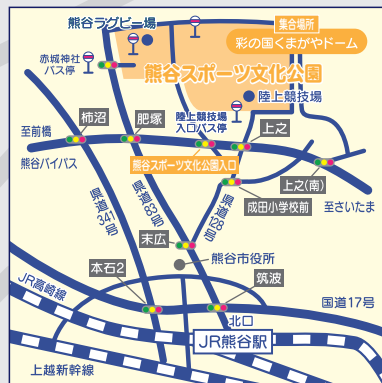 熊谷ラグビー場
集合場所
彩の国くまがやドーム
赤城神社
バス停
熊谷スポーツ文化公園
陸上競技場
柿沼
肥塚
陸上競技場
入口バス停
上之
至前橋
熊谷バイパス
熊谷スポーツ文化公園入口
上之(南)
県道341号
県道83号
県道128号
成田小学校前
至さいたま
末広
熊谷市役所
本石2
筑波
JR高崎線
国道17号
北口
JR熊谷駅
上越新幹線